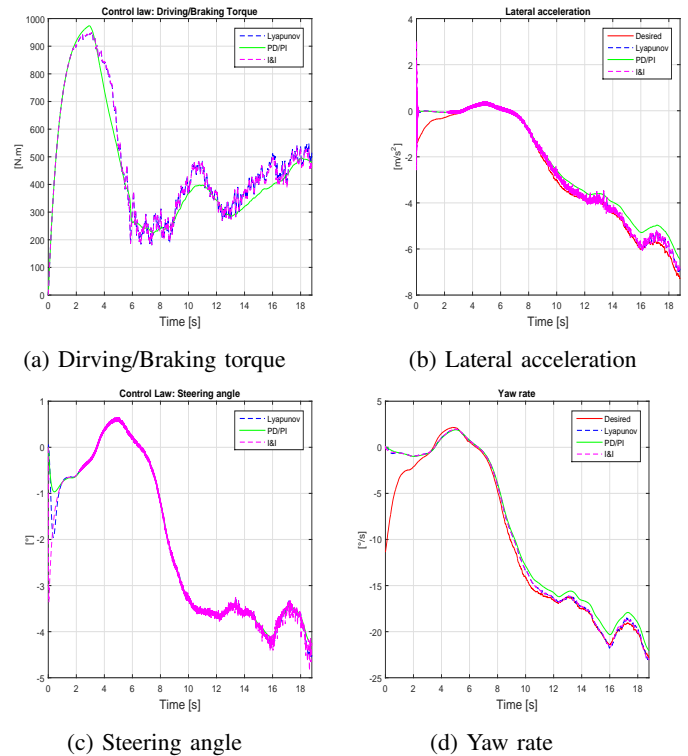 Control law: Driving/Braking Torque
1000
900
800
700
600
500
400
300
200
100
0
[N.m]
Lyapunov
PD/PI
I&I
0 2 4 6 8 10 12 14 16 18
Time [s]
(a) Dirving/Braking torque
Lateral acceleration
4
2
0
-2
-4
-6
-8
[m/s²]
Desired
Lyapunov
PD/PI
I&I
0 2 4 6 8 10 12 14 16 18
Time [s]
(b) Lateral acceleration
Control Law: Steering angle
1
0
-1
-2
-3
-4
-5
[°]
Lyapunov
PD/PI
I&I
0 2 4 6 8 10 12 14 16 18
Time [s]
(c) Steering angle
Yaw rate
5
0
-5
-10
-15
-20
-25
[°/s]
Desired
Lyapunov
PD/PI
I&I
0 2 4 6 8 10 12 14 16 18
Time [s]
(d) Yaw rate